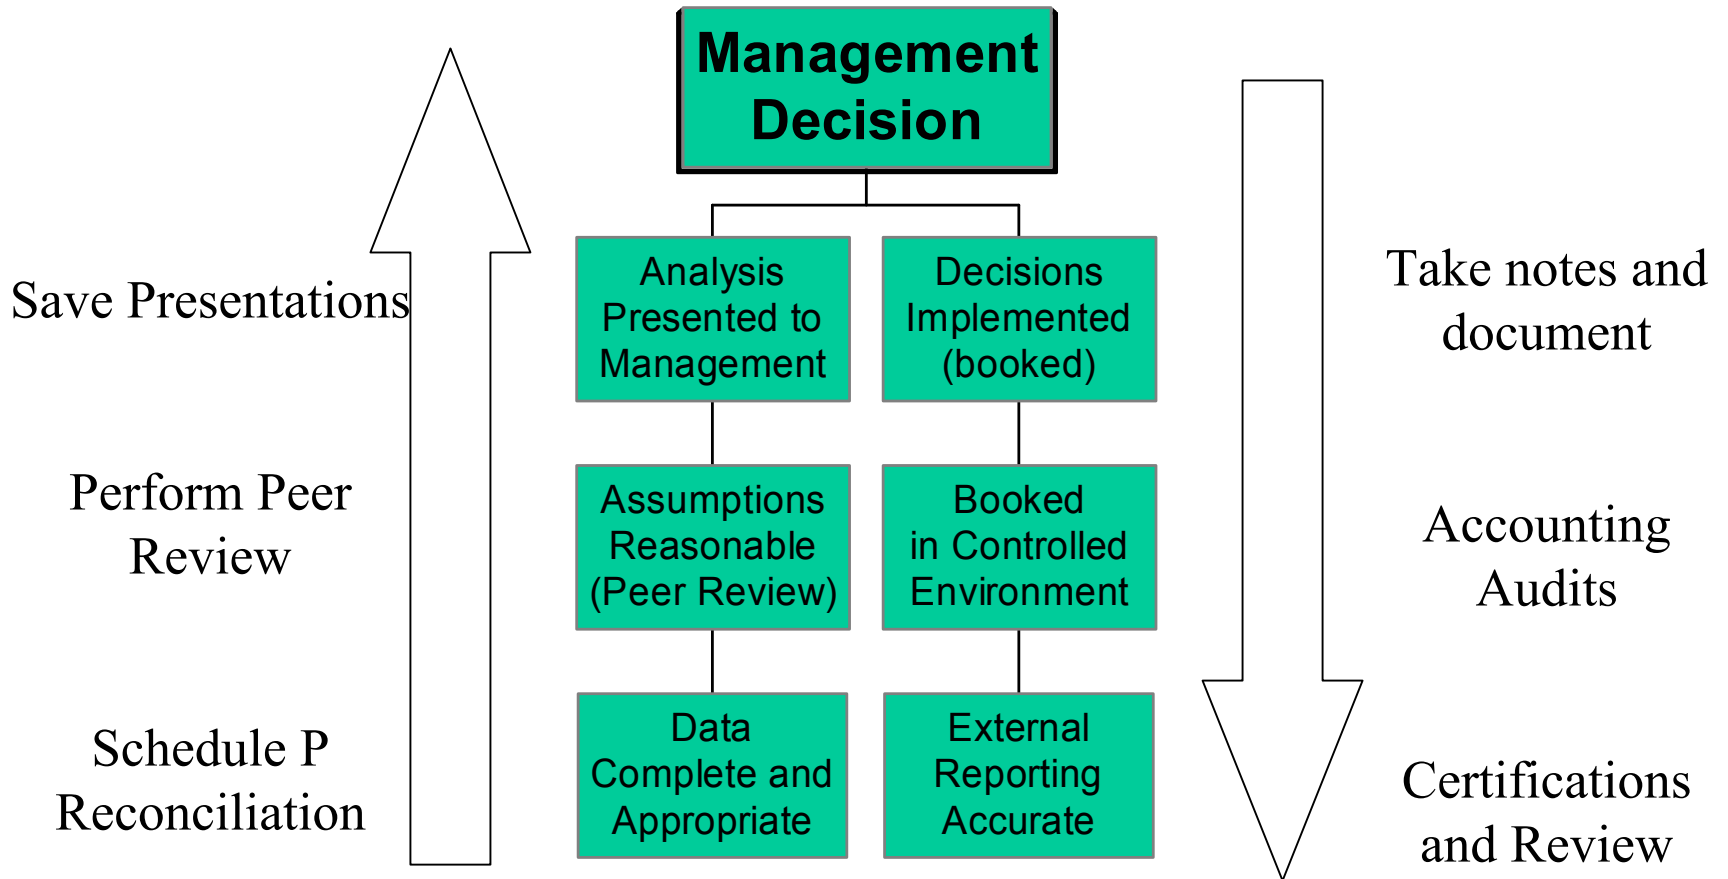 Management
Decision
Save Presentations
Analysis
Presented to
Management
Decisions
Implemented
(booked)
Take notes and
document
Perform Peer
Review
Assumptions
Reasonable
(Peer Review)
Booked
in Controlled
Environment
Accounting
Audits
Schedule P
Reconciliation
Data
Complete and
Appropriate
External
Reporting
Accurate
Certifications
and Review